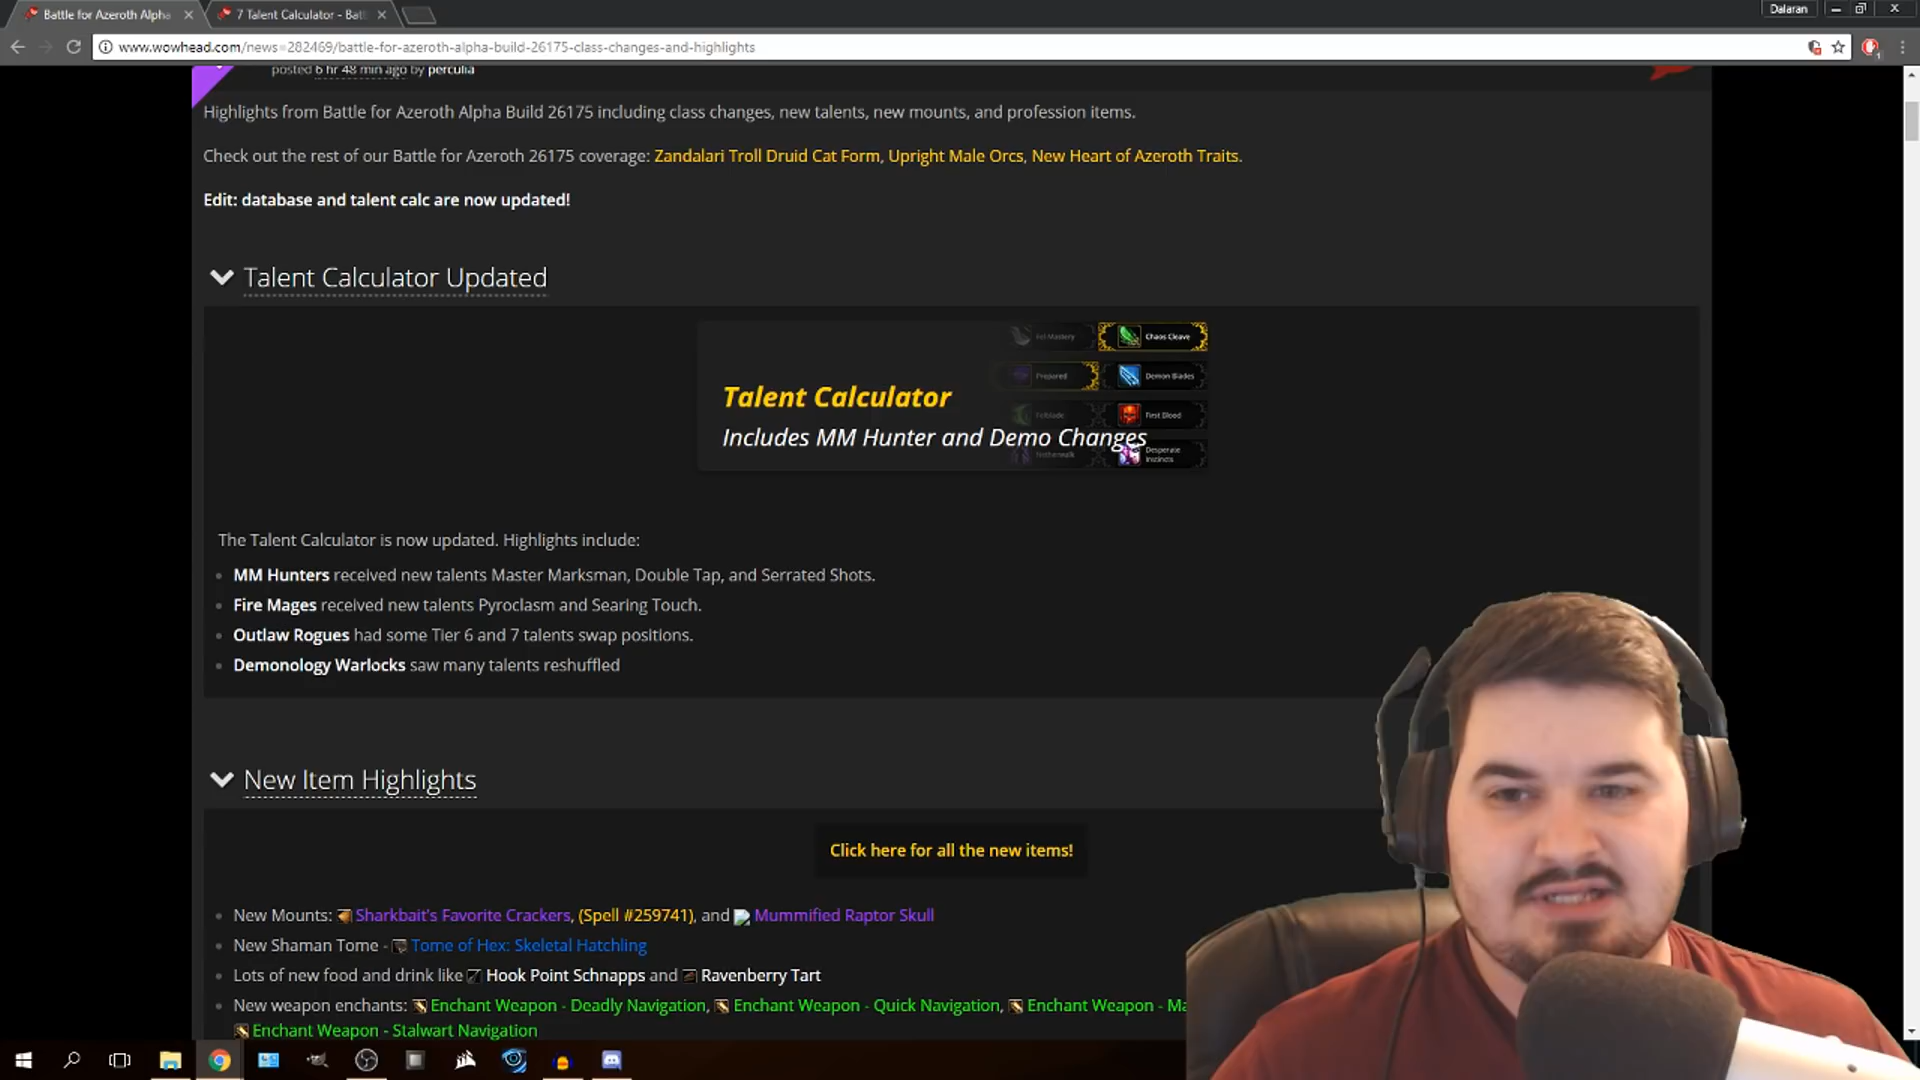 Battle for Azeroth Alpha
7 Talent Calculator - Batt
Dalaran
www.wowhead.com/news=282469/battle-for-azeroth-alpha-build-26175-class-changes-and-highlights
posted 6 hr 48 min ago by perculia
Highlights from Battle for Azeroth Alpha Build 26175 including class changes, new talents, new mounts, and profession items.
Check out the rest of our Battle for Azeroth 26175 coverage: Zandalari Troll Druid Cat Form, Upright Male Orcs, New Heart of Azeroth Traits.
Edit: database and talent calc are now updated!
Talent Calculator Updated
Fel Mastery
Chaos Cleave
Prepared
Demon Blades
Talent Calculator
Felblade
First Blood
Includes MM Hunter and Demo Changes
Netherwalk
Desperate Instincts
The Talent Calculator is now updated. Highlights include:
MM Hunters received new talents Master Marksman, Double Tap, and Serrated Shots.
Fire Mages received new talents Pyroclasm and Searing Touch.
Outlaw Rogues had some Tier 6 and 7 talents swap positions.
Demonology Warlocks saw many talents reshuffled
New Item Highlights
Click here for all the new items!
New Mounts: Sharkbait's Favorite Crackers, (Spell #259741), and Mummified Raptor Skull
New Shaman Tome - Tome of Hex: Skeletal Hatchling
Lots of new food and drink like Hook Point Schnapps and Ravenberry Tart
New weapon enchants: Enchant Weapon - Deadly Navigation, Enchant Weapon - Quick Navigation, Enchant Weapon - Ma
Enchant Weapon - Stalwart Navigation